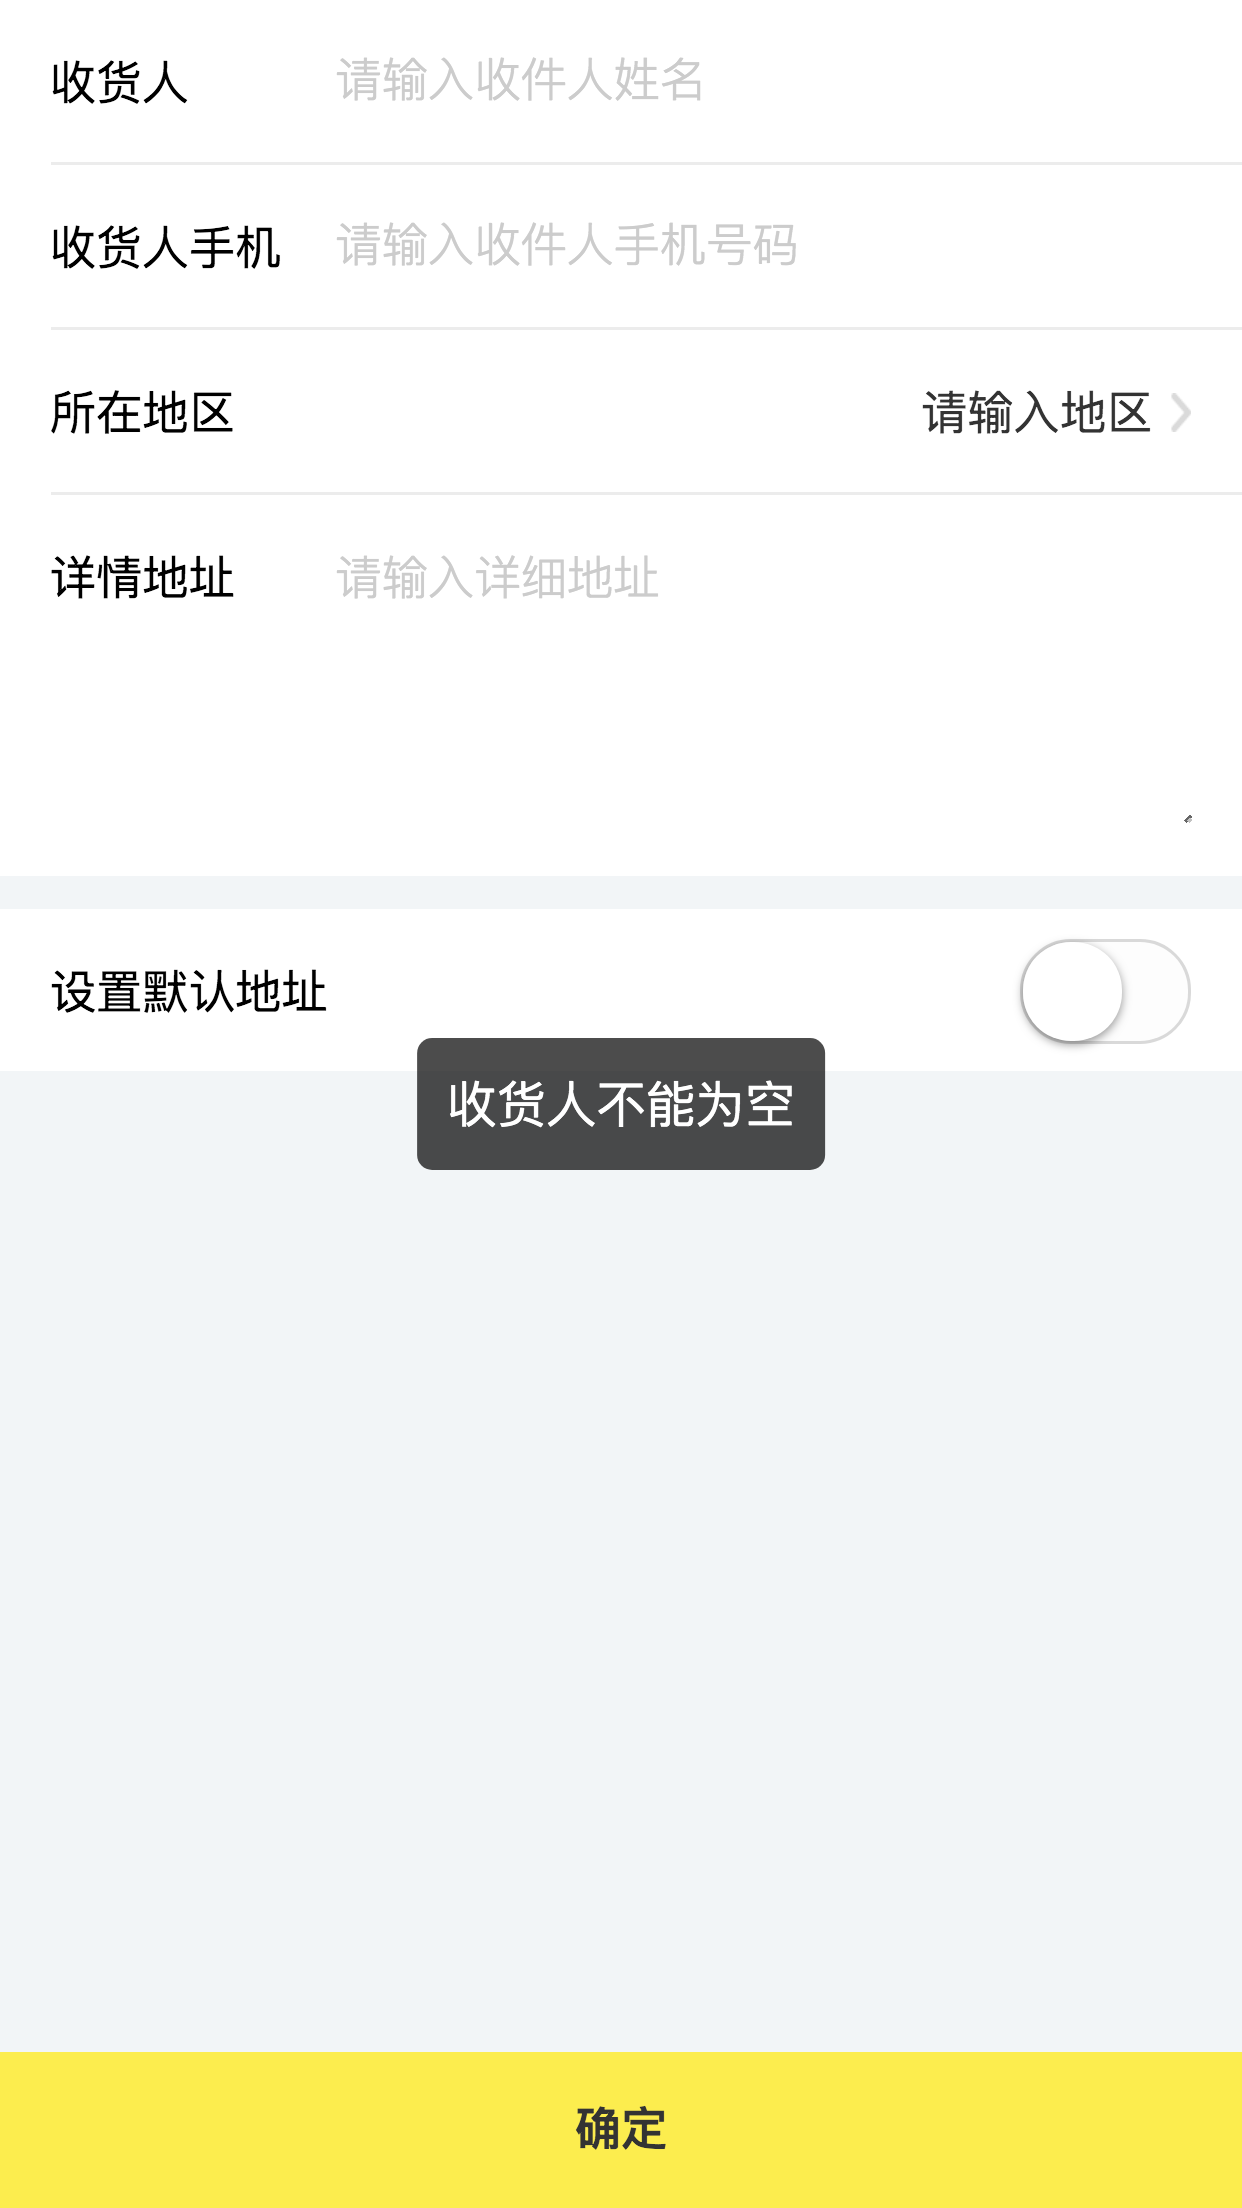 收货人 请输入收件人姓名
收货人手机 请输入收件人手机号码
所在地区 请输入地区
详情地址 请输入详细地址
设置默认地址
收货人不能为空
确定